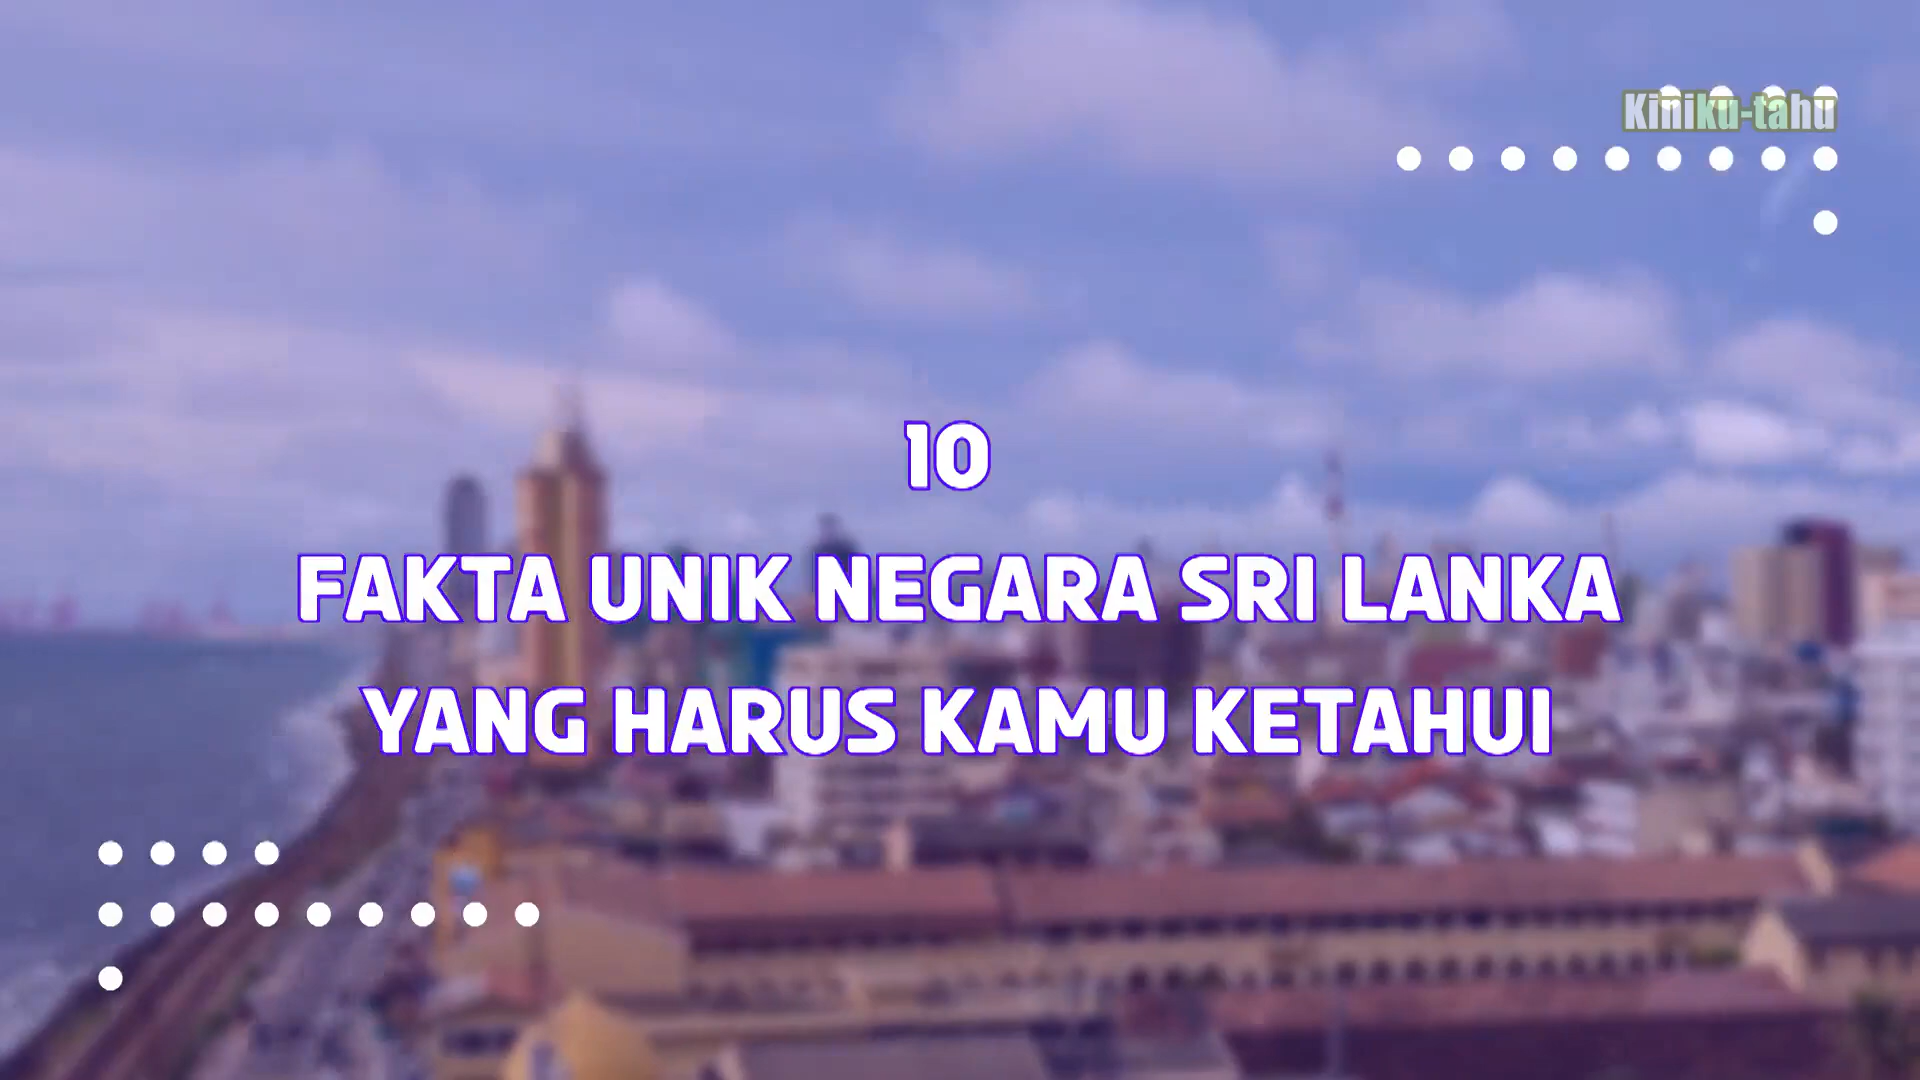 Kiniku-tahu
10
FAKTA UNIK NEGARA SRI LANKA
YANG HARUS KAMU KETAHUI